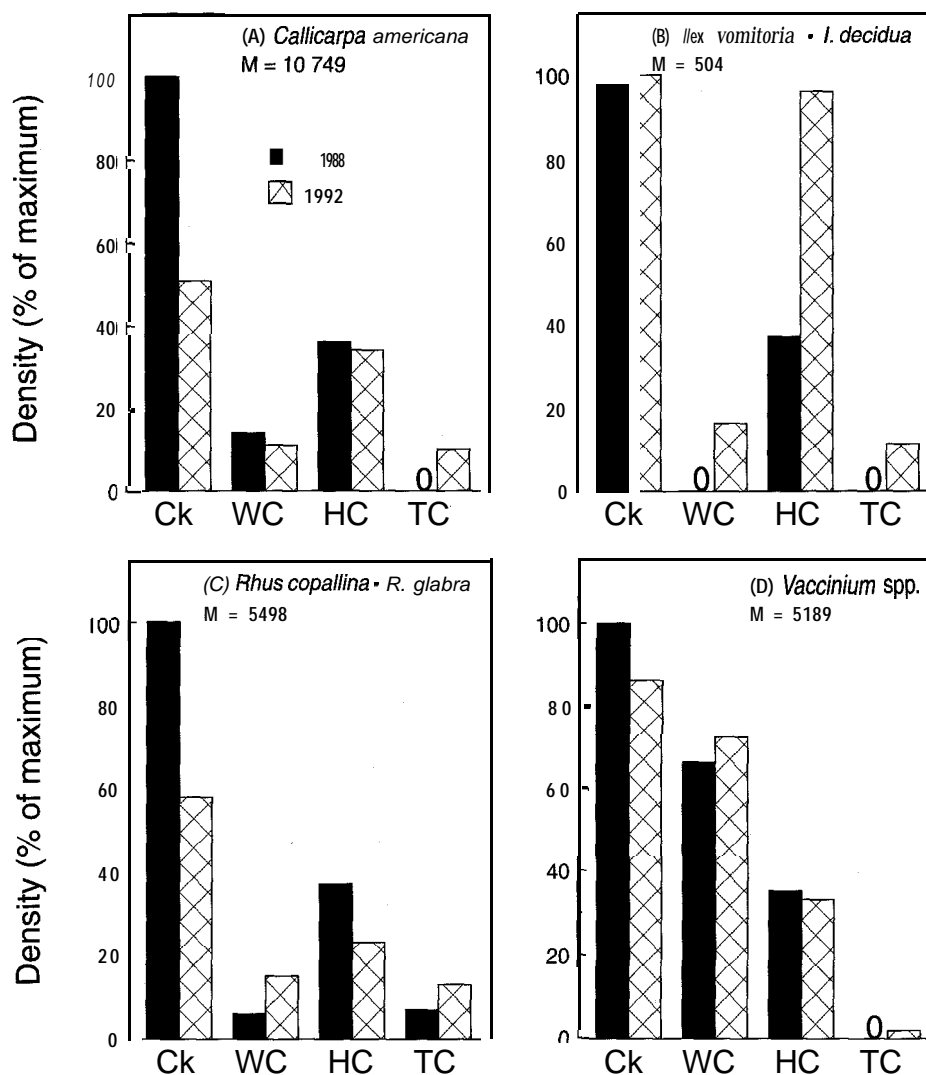 (A) Callicarpa americana
M = 10 749
100
80
60
40
20
0
1988
1992
Ck WC HC TC
0
Density (% of maximum)
(B) //ex vomitoria • I. decidua
M = 504
100
80
60
40
20
0
0
0
Ck WC HC TC
(C) Rhus copallina • R. glabra
M = 5498
100
80
60
40
20
0
Ck WC HC TC
Density (% of maximum)
(D) Vaccinium spp.
M = 5189
100
80
60
40
20
0
0
Ck WC HC TC